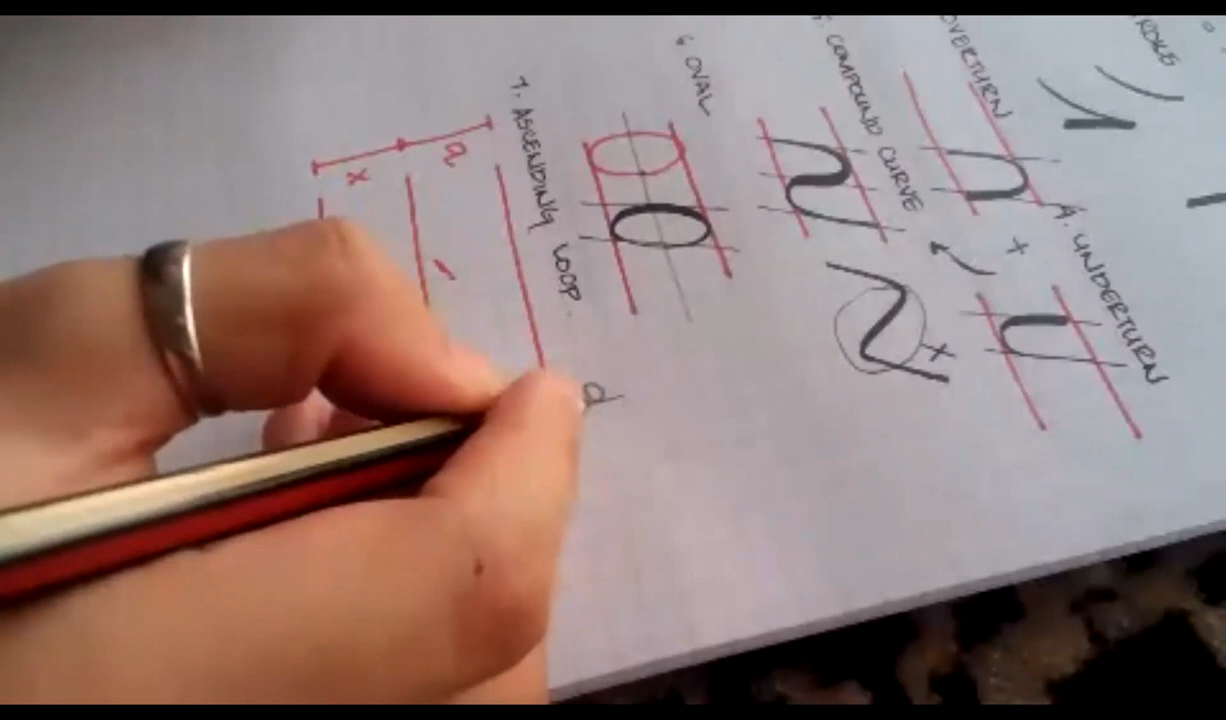 OVERTURN
4. UNDERTURN
+
5. COMPOUND CURVE
+
6 OVAL
7. ASCENDING LOOP.
x a
d